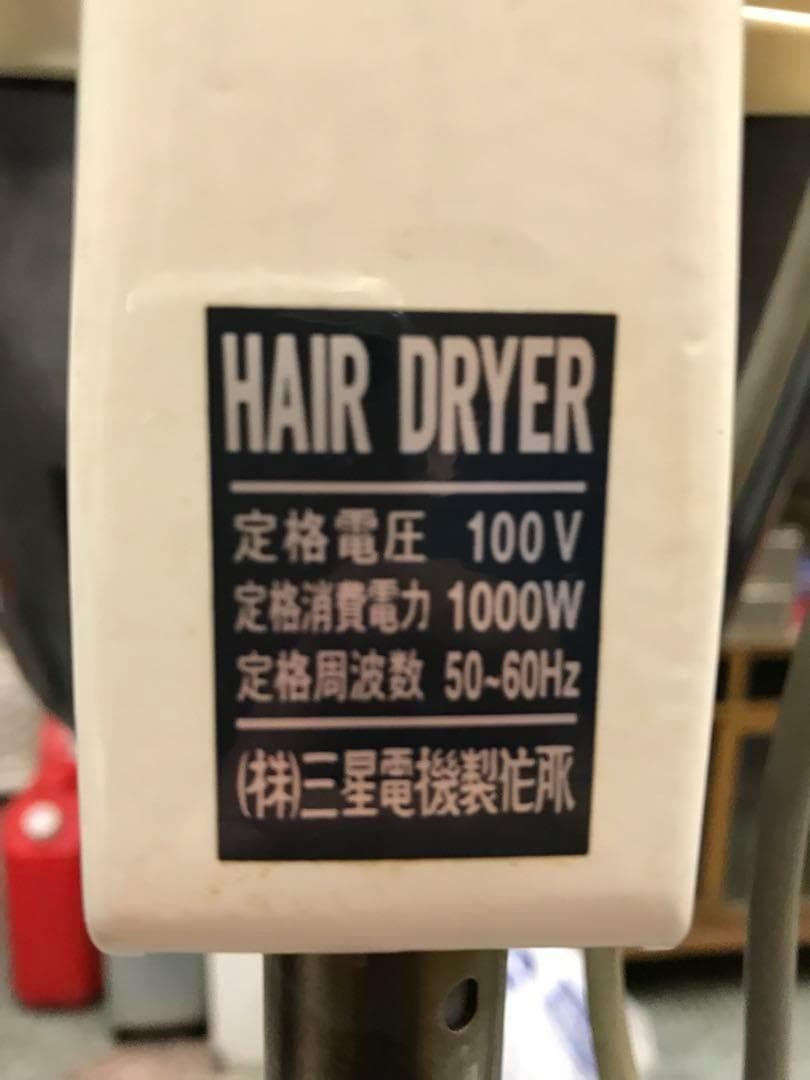 HAIR DRYER
定格電圧 100V
定格消費電力 1000W
定格周波数 50~60Hz
(株)三星電機製作所